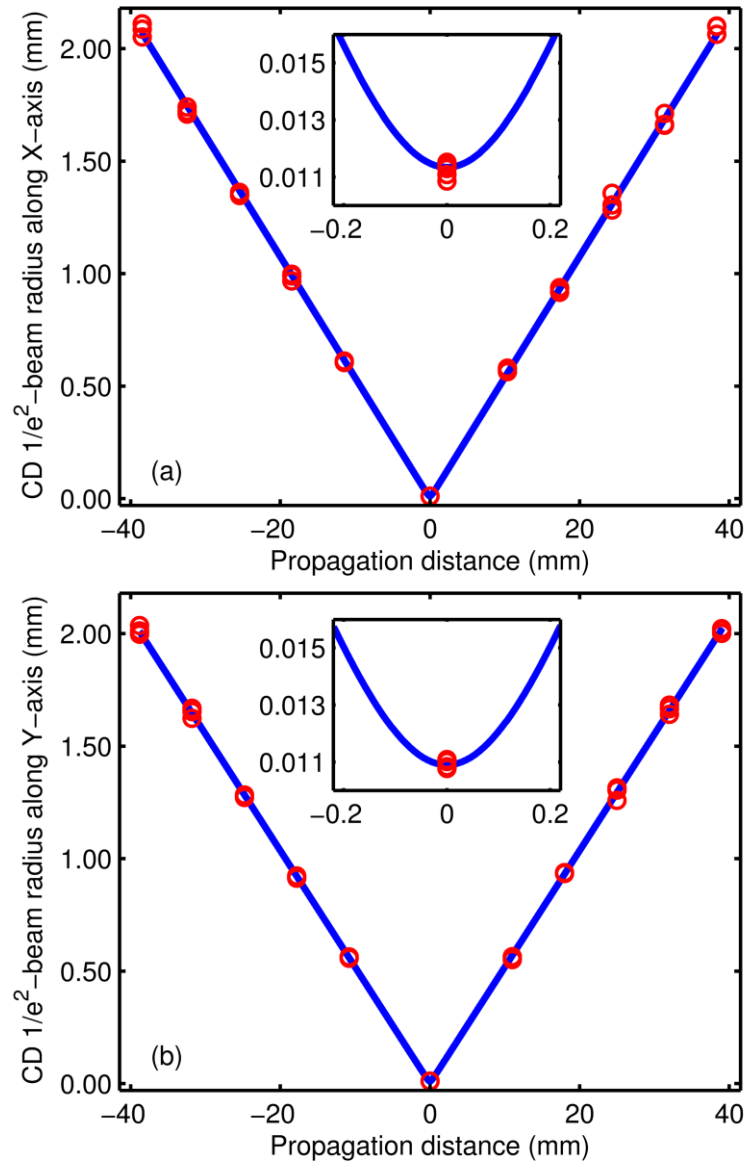 2.00
1.50
1.00
0.50
0.00
CD 1/e²−beam radius along X−axis (mm)
0.015
0.013
0.011
−0.2 0 0.2
(a)
−40 −20 0 20 40
Propagation distance (mm)
2.00
1.50
1.00
0.50
0.00
CD 1/e²−beam radius along Y−axis (mm)
0.015
0.013
0.011
−0.2 0 0.2
(b)
−40 −20 0 20 40
Propagation distance (mm)